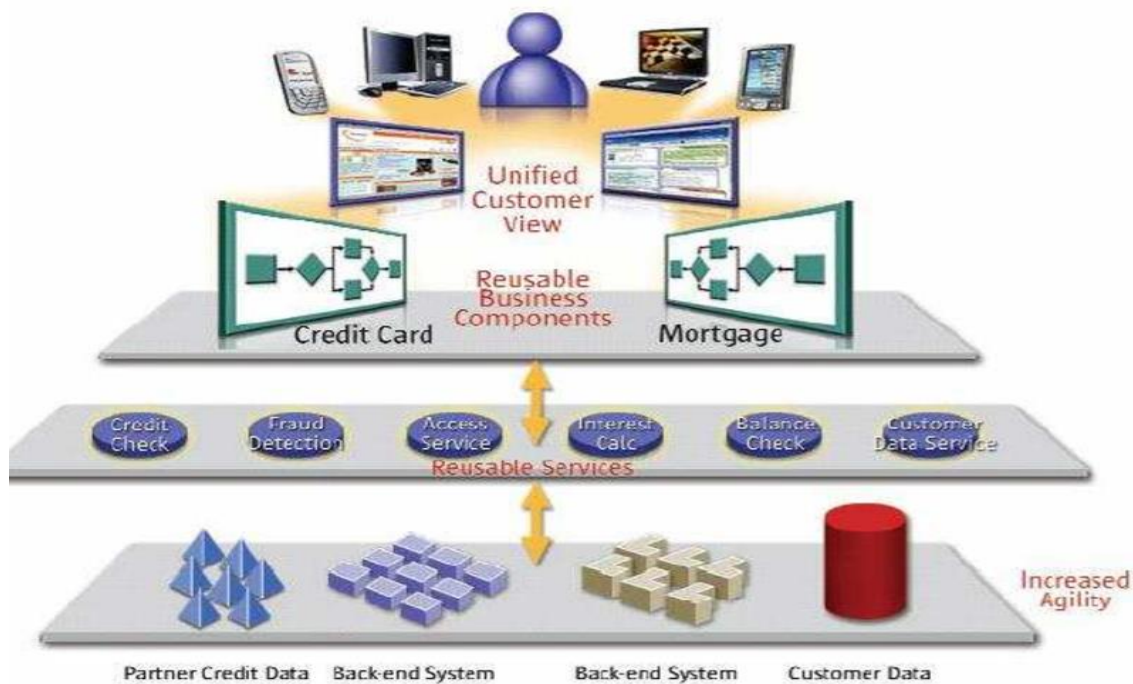 Unified
Customer
View
Reusable
Business
Components
Credit Card
Mortgage
Credit
Check
Fraud
Detection
Access
Service
Interest
Calc
Balance
Check
Customer
Data Service
Reusable Services
Increased
Agility
Partner Credit Data
Back-end System
Back-end System
Customer Data